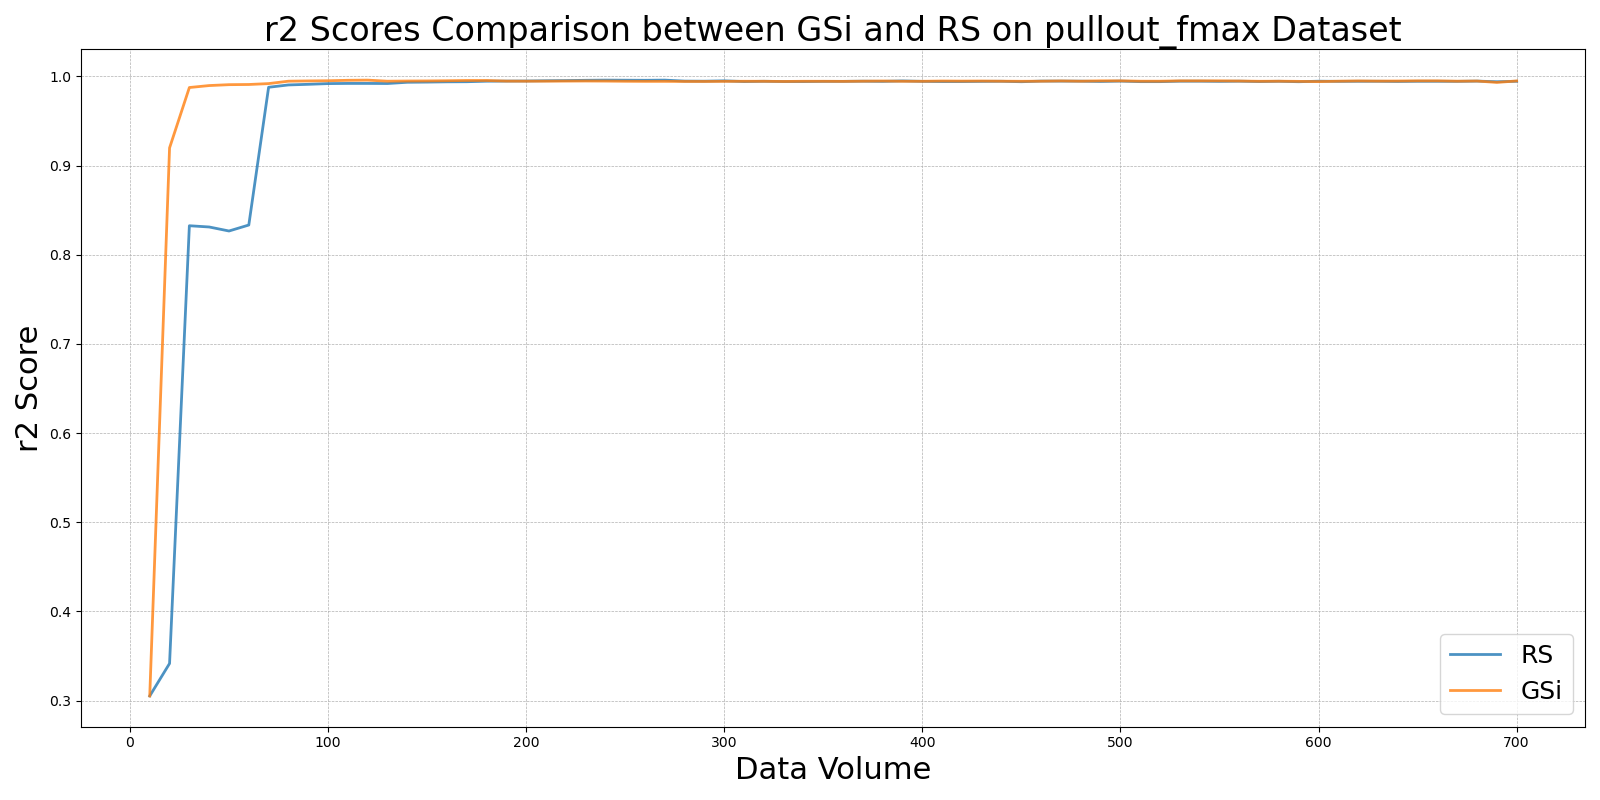 r2 Scores Comparison between GSi and RS on pullout_fmax Dataset
1.0
0.9
0.8
0.7
0.6
0.5
0.4
0.3
r2 Score
0 100 200 300 400 500 600 700
Data Volume
RS
GSi